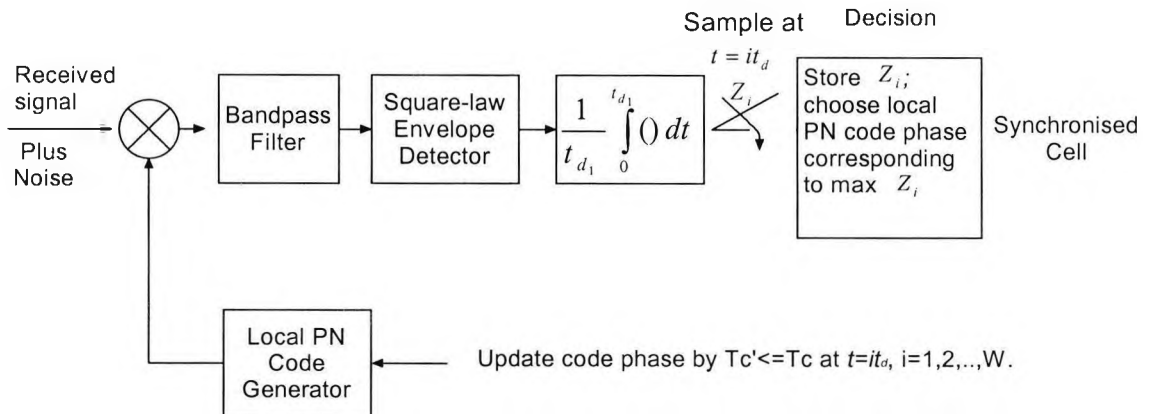 Sample at
Decision
t = it_d
Received
signal
Plus
Noise
Bandpass
Filter
Square-law
Envelope
Detector
1/t_{d_1} ∫_0^{t_{d_1}} () dt
Z_i
Store Z_i;
choose local
PN code phase
corresponding
to max Z_i
Synchronised
Cell
Local PN
Code
Generator
Update code phase by Tc'<=Tc at t=it_d, i=1,2,..,W.